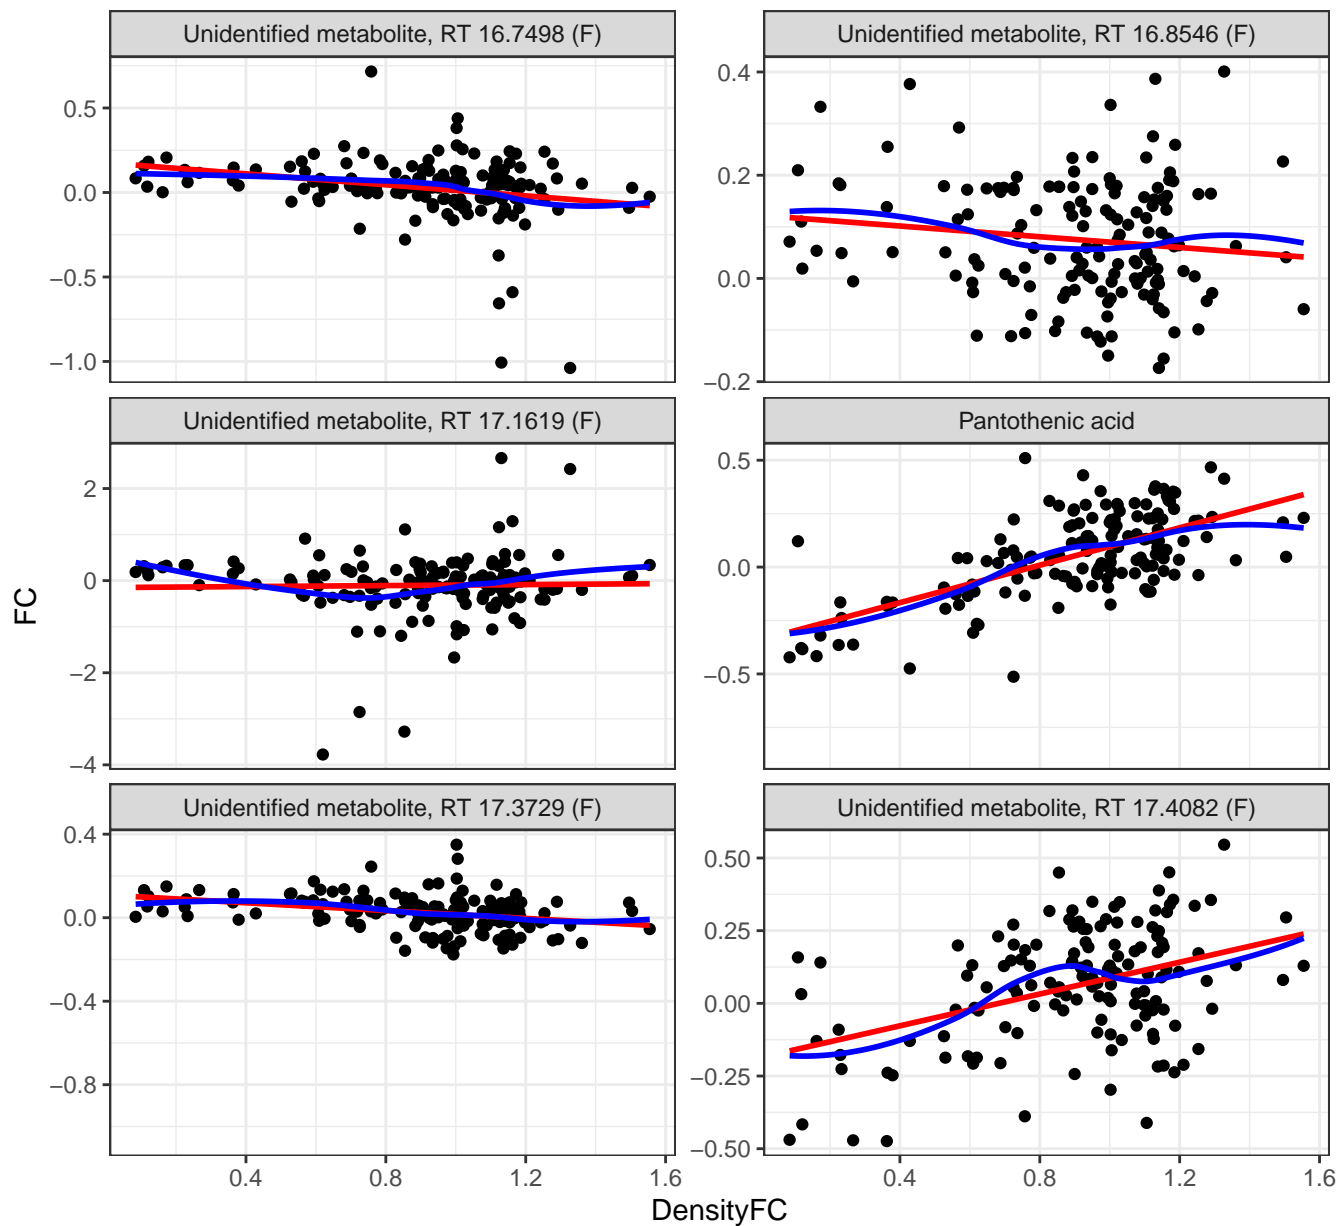 Unidentified metabolite, RT 16.7498 (F)
Unidentified metabolite, RT 16.8546 (F)
0.5
0.0
−0.5
−1.0
0.4
0.2
0.0
−0.2
Unidentified metabolite, RT 17.1619 (F)
Pantothenic acid
2
0
−2
−4
0.5
0.0
−0.5
FC
Unidentified metabolite, RT 17.3729 (F)
Unidentified metabolite, RT 17.4082 (F)
0.4
0.0
−0.4
−0.8
0.50
0.25
0.00
−0.25
−0.50
0.4 0.8 1.2 1.6
0.4 0.8 1.2 1.6
DensityFC